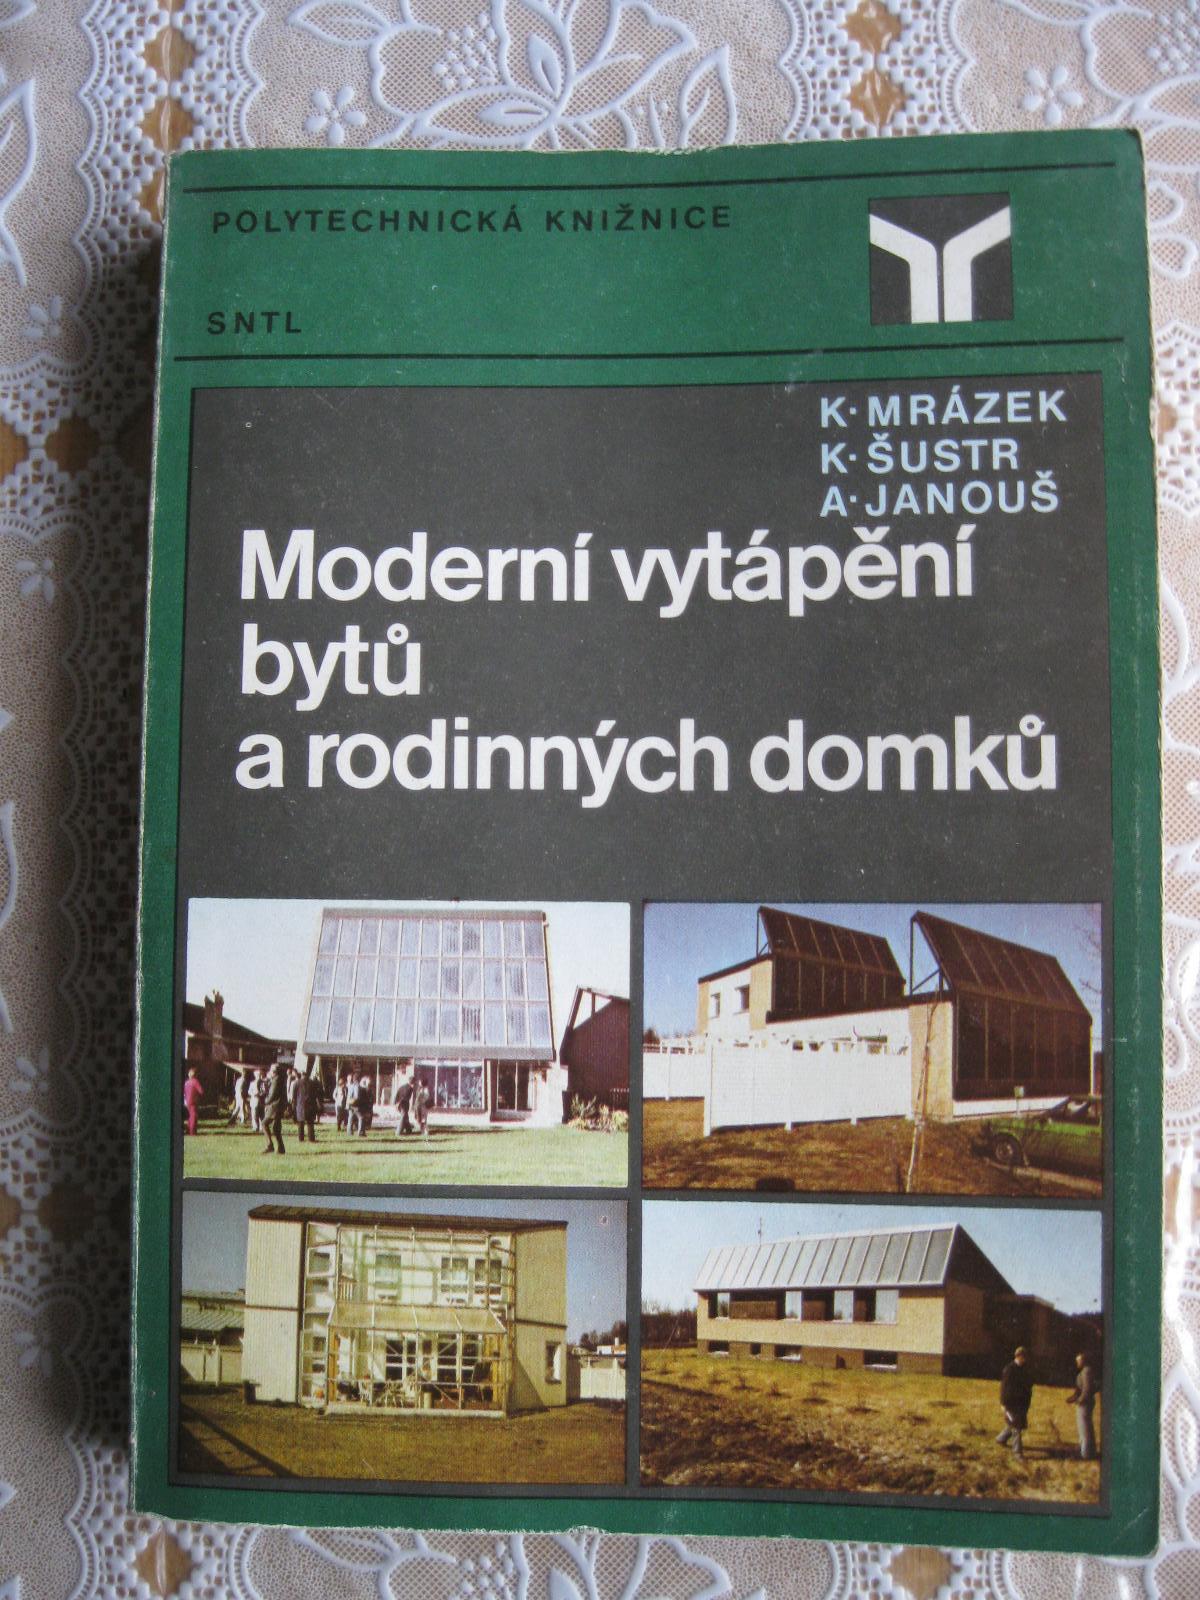 POLYTECHNICKÁ KNIŽNICE
SNTL
K. MRÁZEK
K. ŠUSTR
A. JANOUŠ
Moderní vytápění
bytů
a rodinných domků